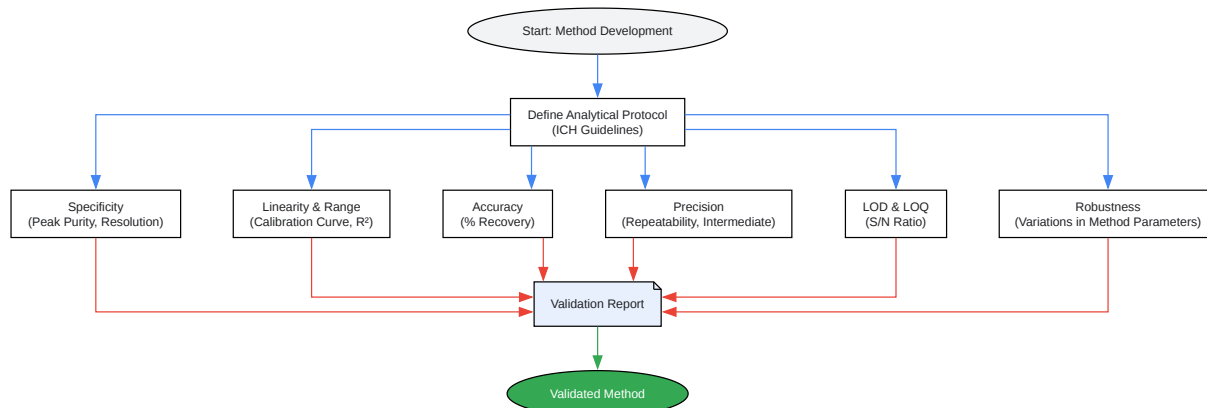 Start: Method Development
Define Analytical Protocol
(ICH Guidelines)
Specificity
(Peak Purity, Resolution)
Linearity & Range
(Calibration Curve, R²)
Accuracy
(% Recovery)
Precision
(Repeatability, Intermediate)
LOD & LOQ
(S/N Ratio)
Robustness
(Variations in Method Parameters)
Validation Report
Validated Method